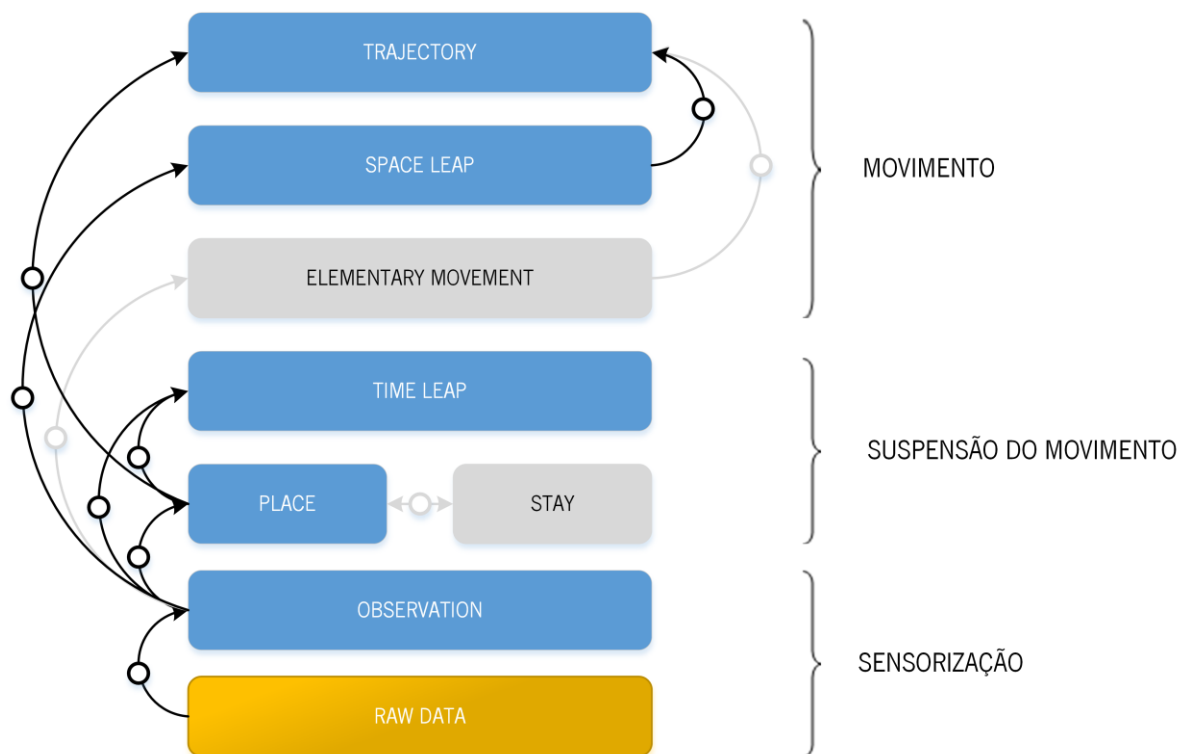 TRAJECTORY
SPACE LEAP
MOVIMENTO
ELEMENTARY MOVEMENT
TIME LEAP
SUSPENSÃO DO MOVIMENTO
PLACE
STAY
OBSERVATION
SENSORIZAÇÃO
RAW DATA